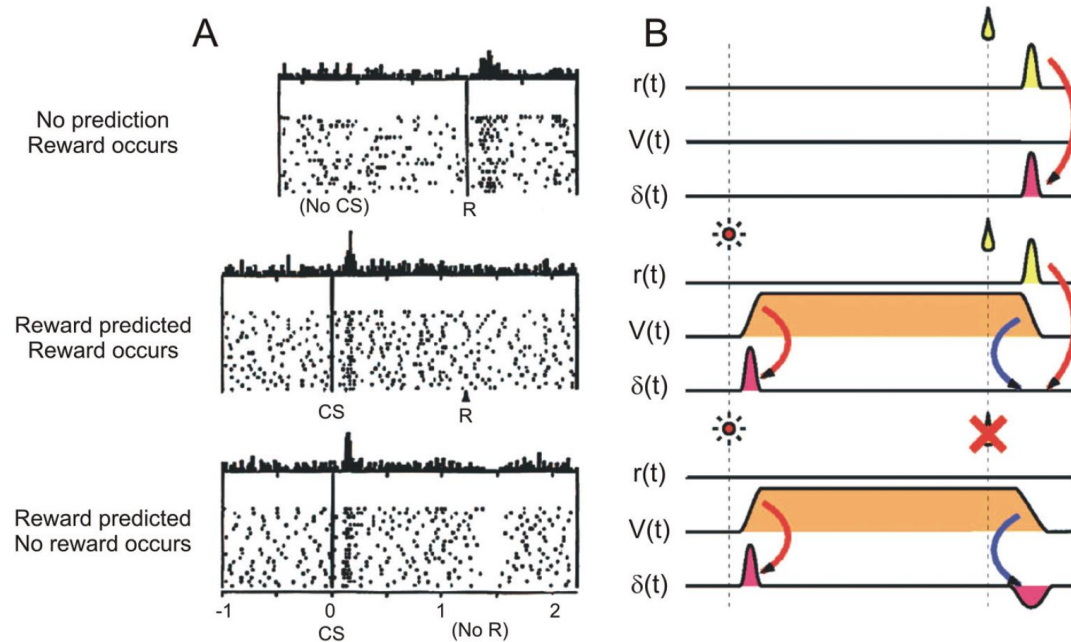 A
B
No prediction
Reward occurs
(No CS)
R
r(t)
V(t)
δ(t)
Reward predicted
Reward occurs
CS
R
r(t)
V(t)
δ(t)
Reward predicted
No reward occurs
-1
0
1
2
CS
(No R)
r(t)
V(t)
δ(t)